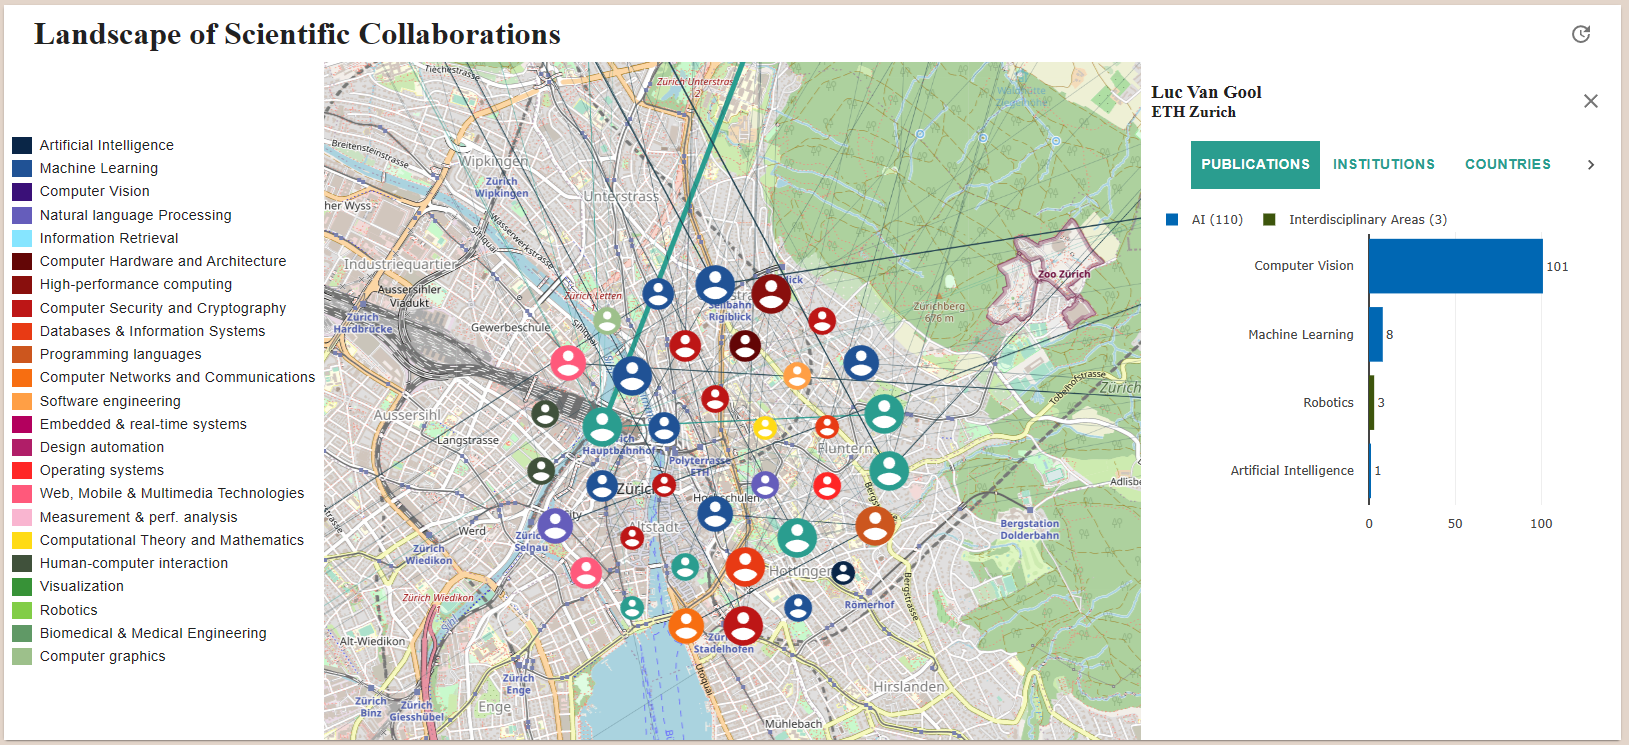 Landscape of Scientific Collaborations
Artificial Intelligence
Machine Learning
Computer Vision
Natural language Processing
Information Retrieval
Computer Hardware and Architecture
High-performance computing
Computer Security and Cryptography
Databases & Information Systems
Programming languages
Computer Networks and Communications
Software engineering
Embedded & real-time systems
Design automation
Operating systems
Web, Mobile & Multimedia Technologies
Measurement & perf. analysis
Computational Theory and Mathematics
Human-computer interaction
Visualization
Robotics
Biomedical & Medical Engineering
Computer graphics
Tiechestrasse
Zürich Unterstras
2?
Breitensteinstrasse
Wipkingen
Zürich
Wipkingen
Unterstrass
her Wyss
Wasserwerkstrasse
Sihlquai
Industriequartier
Aussersihler
Viadukt
Zürich Letten
Zürich
Hardbrücke
Gewerbeschule
Sihlquai
Seilbahn
Rigiblick
Zoo Zürich
Zürichberg
676 m
Tobelhofstrasse
Zürich
Aussersihl
Langstrasse
Hauptbahnhof
Polyterrasse
ETH
Fluntern
Adlisbe
Zürich
Hochschulen
City
Altstadt
Werd
Zürich
Selnau
Zürich
Wiedikon
Bergstation
Dolderbahn
Hottingen
Römerhof
Bergstrasse
Zürich Wiedikon
Alt-Wiedikon
Stadelhofen
Utoquai
Zürich
Enge
Enge
Zürich
Binz
Zürich
Giesshübel
Hirslanden
Mühlebach
Luc Van Gool
ETH Zurich
PUBLICATIONS INSTITUTIONS COUNTRIES
AI (110) Interdisciplinary Areas (3)
Computer Vision 101
Machine Learning 8
Robotics 3
Artificial Intelligence 1
0 50 100